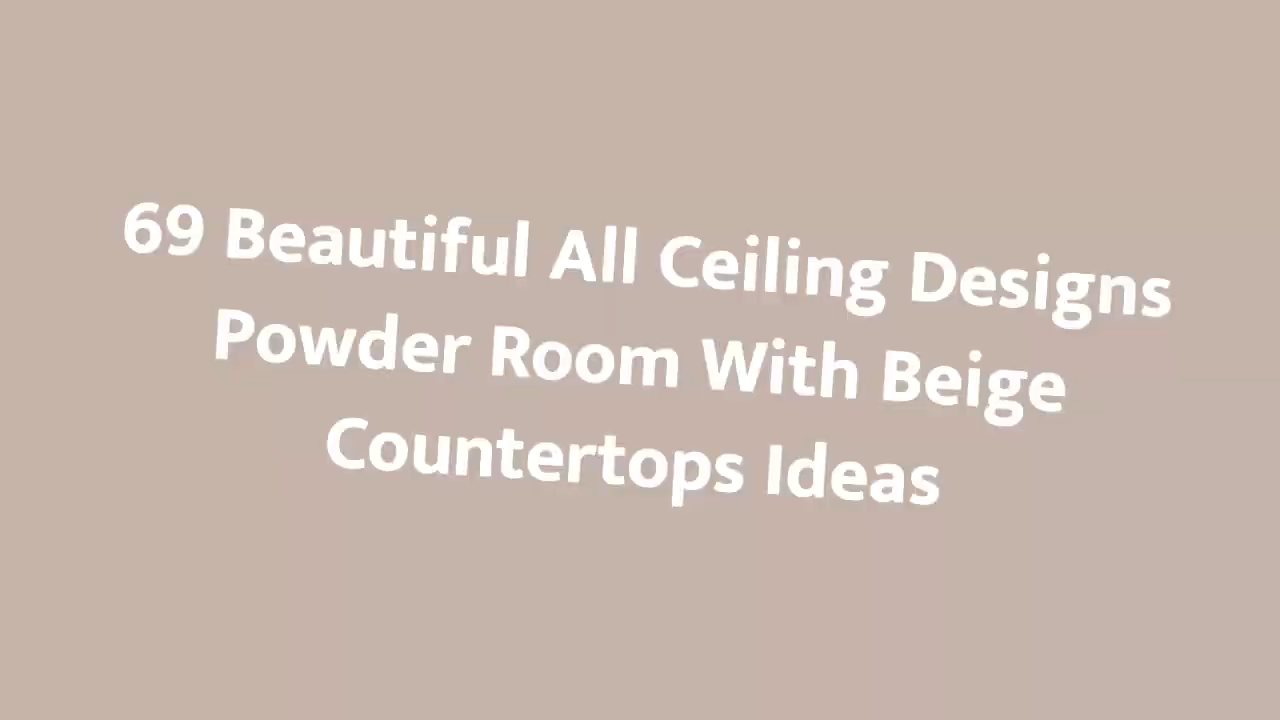 69 Beautiful All Ceiling Designs
Powder Room With Beige
Countertops Ideas